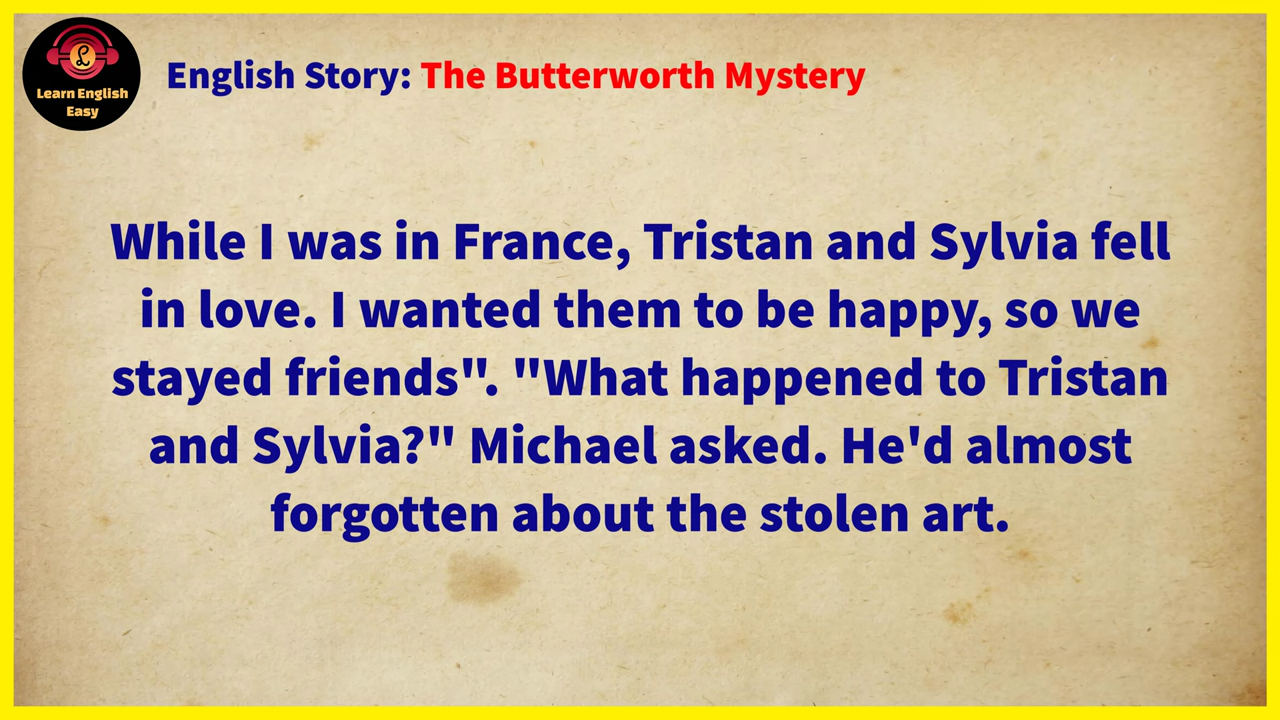 Learn English
Easy
English Story: The Butterworth Mystery
While I was in France, Tristan and Sylvia fell
in love. I wanted them to be happy, so we
stayed friends". "What happened to Tristan
and Sylvia?" Michael asked. He'd almost
forgotten about the stolen art.